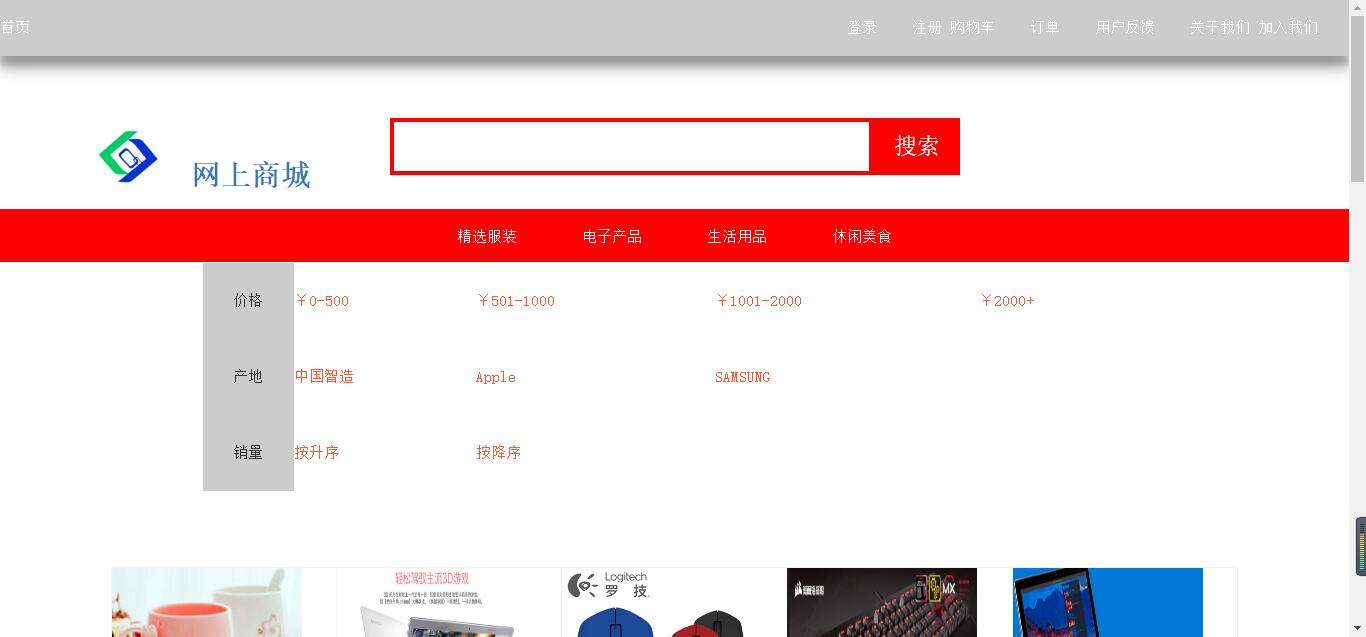 首页 登录 注册 购物车 订单 用户反馈 关于我们 加入我们
网上商城 搜索
精选服装 电子产品 生活用品 休闲美食
价格 ￥0-500 ￥501-1000 ￥1001-2000 ￥2000+
产地 中国智造 Apple SAMSUNG
销量 按升序 按降序
轻松驾驭主流3D游戏
Logitech
罗 技
MX